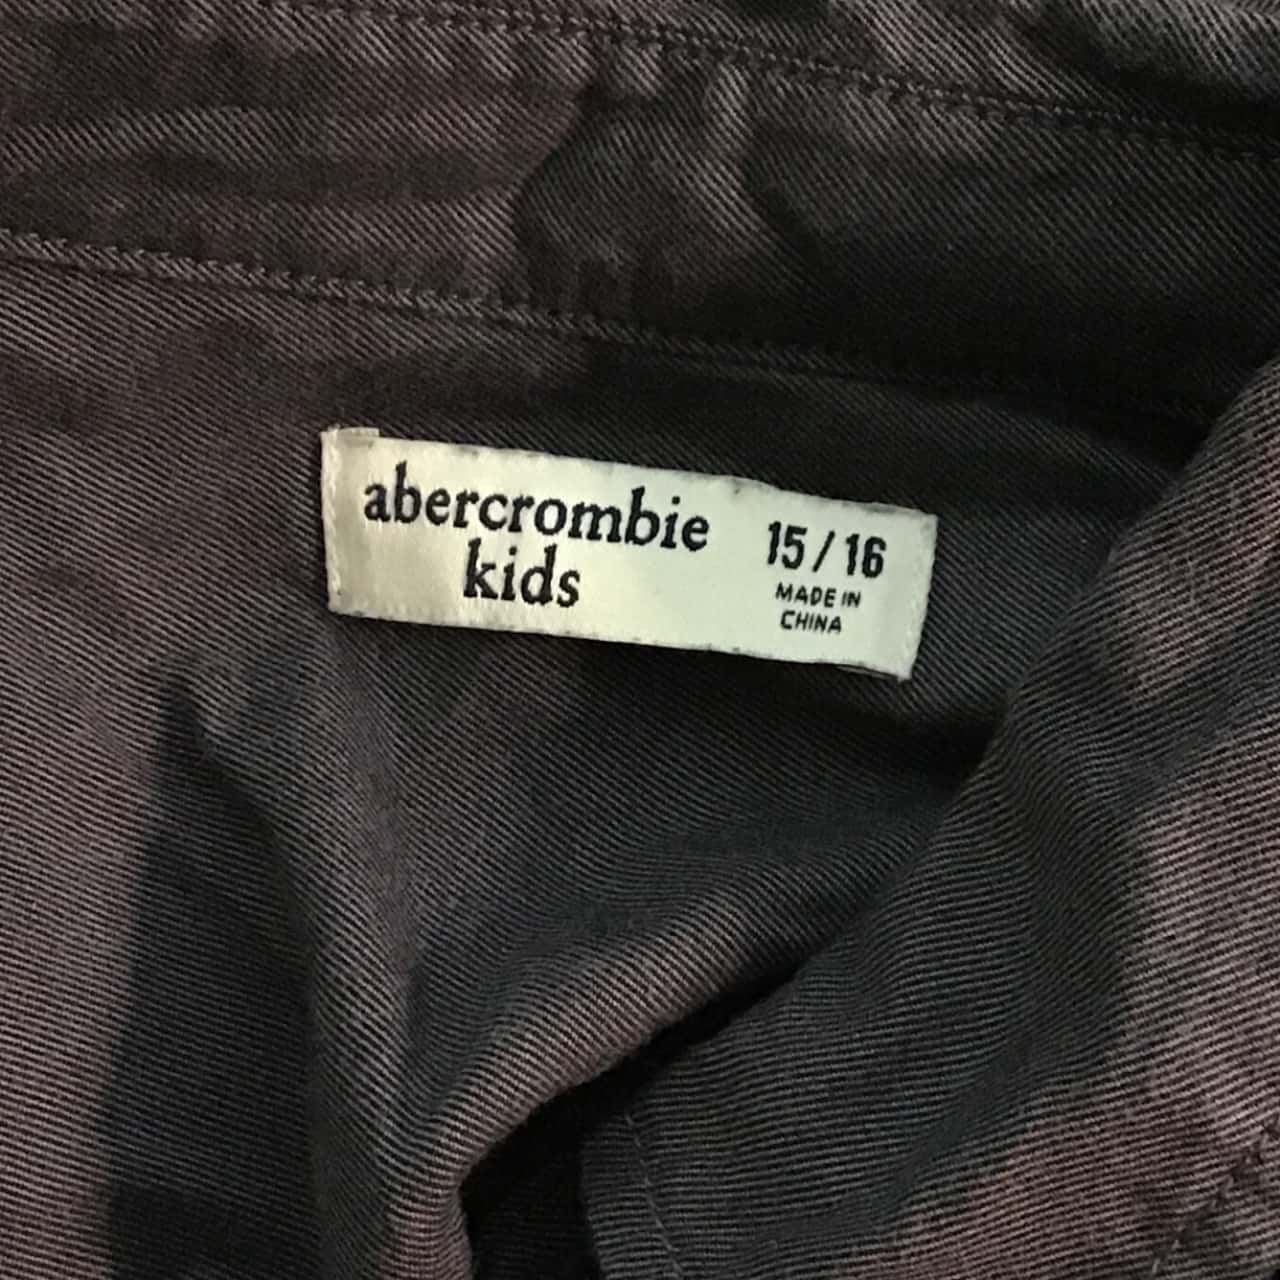 abercrombie
kids
15/16
MADE IN
CHINA